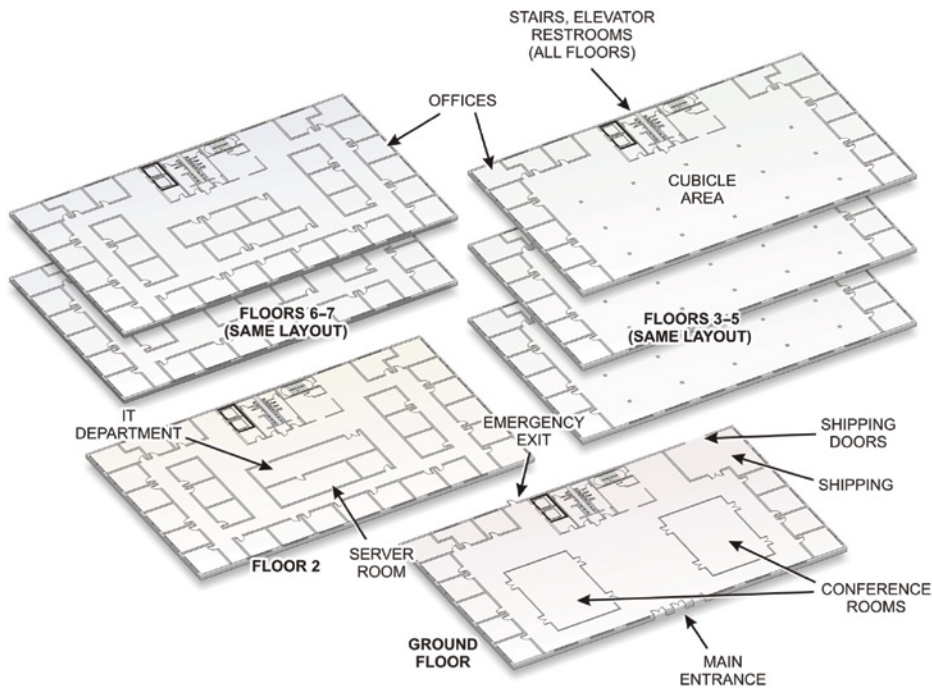 STAIRS, ELEVATOR
RESTROOMS
(ALL FLOORS)
OFFICES
CUBICLE
AREA
FLOORS 6–7
(SAME LAYOUT)
FLOORS 3–5
(SAME LAYOUT)
IT
DEPARTMENT
EMERGENCY
EXIT
SHIPPING
DOORS
SHIPPING
SERVER
ROOM
FLOOR 2
CONFERENCE
ROOMS
GROUND
FLOOR
MAIN
ENTRANCE